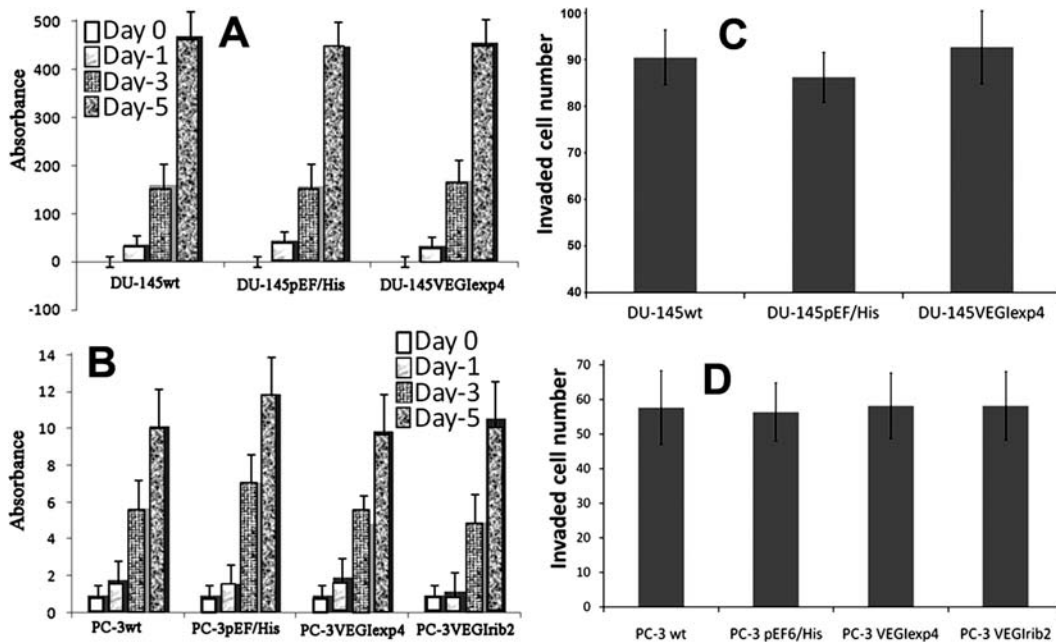 A
Day 0
Day-1
Day-3
Day-5
Absorbance
500
400
300
200
100
0
-100
DU-145wt
DU-145pEF/His
DU-145VEGIexp4
C
Invaded cell number
100
90
80
70
60
50
40
DU-145wt
DU-145pEF/His
DU-145VEGIexp4
B
Day 0
Day-1
Dav-3
Day-5
Absorbance
14
12
10
8
6
4
2
0
PC-3wt
PC-3pEF/His
PC-3VEGIexp4
PC-3VEGIrib2
D
Invaded cell number
70
60
50
40
30
20
10
0
PC-3 wt
PC-3 pEF6/His
PC-3 VEGIexp4
PC-3 VEGIrib2